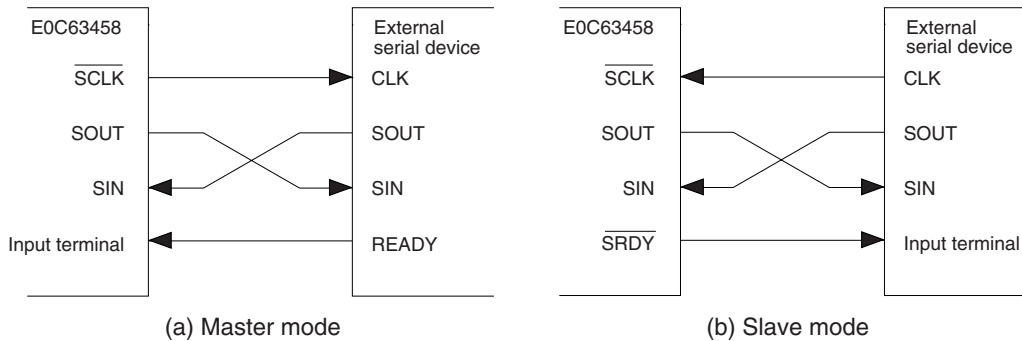 E0C63458
SCLK
SOUT
SIN
Input terminal
External
serial device
CLK
SOUT
SIN
READY
(a) Master mode
E0C63458
SCLK
SOUT
SIN
SRDY
External
serial device
CLK
SOUT
SIN
Input terminal
(b) Slave mode